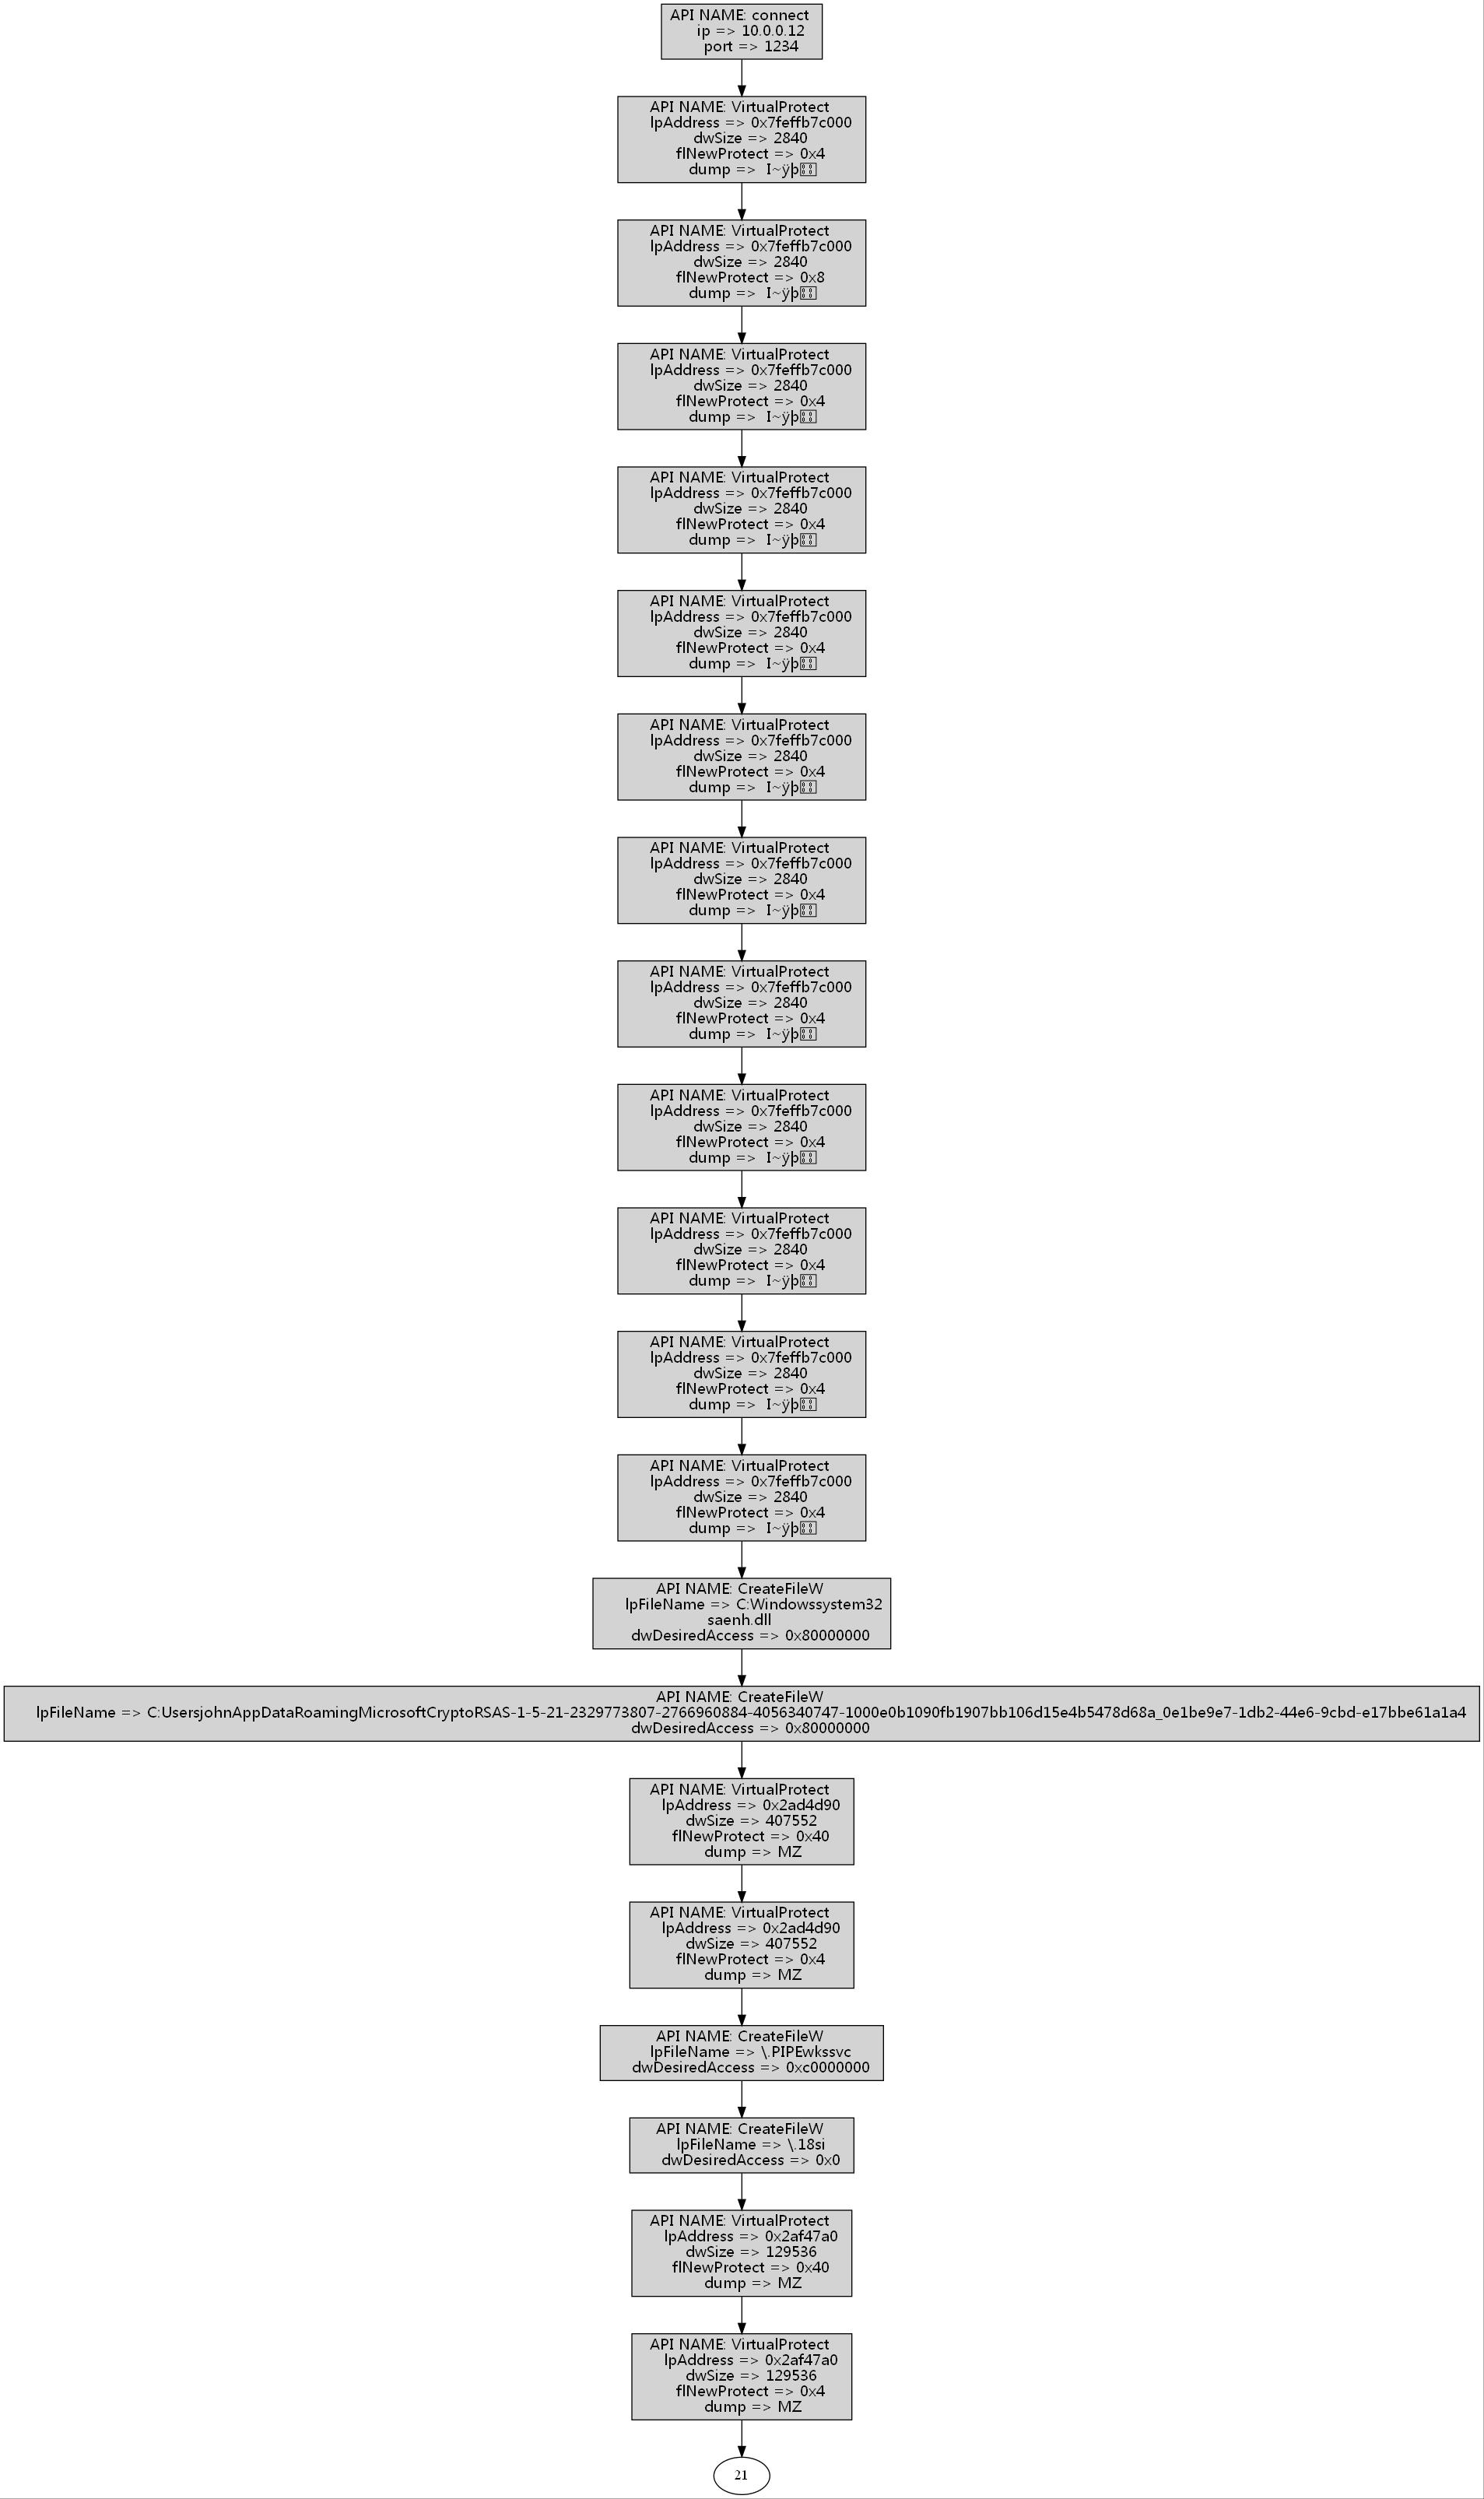 API NAME: connect
ip => 10.0.0.12
port => 1234
API NAME: VirtualProtect
lpAddress => 0x7feffb7c000
dwSize => 2840
flNewProtect => 0x4
dump => I~ÿþ
API NAME: VirtualProtect
lpAddress => 0x7feffb7c000
dwSize => 2840
flNewProtect => 0x8
dump => I~ÿþ
API NAME: VirtualProtect
lpAddress => 0x7feffb7c000
dwSize => 2840
flNewProtect => 0x4
dump => I~ÿþ
API NAME: VirtualProtect
lpAddress => 0x7feffb7c000
dwSize => 2840
flNewProtect => 0x4
dump => I~ÿþ
API NAME: VirtualProtect
lpAddress => 0x7feffb7c000
dwSize => 2840
flNewProtect => 0x4
dump => I~ÿþ
API NAME: VirtualProtect
lpAddress => 0x7feffb7c000
dwSize => 2840
flNewProtect => 0x4
dump => I~ÿþ
API NAME: VirtualProtect
lpAddress => 0x7feffb7c000
dwSize => 2840
flNewProtect => 0x4
dump => I~ÿþ
API NAME: VirtualProtect
lpAddress => 0x7feffb7c000
dwSize => 2840
flNewProtect => 0x4
dump => I~ÿþ
API NAME: VirtualProtect
lpAddress => 0x7feffb7c000
dwSize => 2840
flNewProtect => 0x4
dump => I~ÿþ
API NAME: VirtualProtect
lpAddress => 0x7feffb7c000
dwSize => 2840
flNewProtect => 0x4
dump => I~ÿþ
API NAME: VirtualProtect
lpAddress => 0x7feffb7c000
dwSize => 2840
flNewProtect => 0x4
dump => I~ÿþ
API NAME: VirtualProtect
lpAddress => 0x7feffb7c000
dwSize => 2840
flNewProtect => 0x4
dump => I~ÿþ
API NAME: CreateFileW
lpFileName => C:Windowssystem32
saenh.dll
dwDesiredAccess => 0x80000000
API NAME: CreateFileW
lpFileName => C:UsersjohnAppDataRoamingMicrosoftCryptoRSAS-1-5-21-2329773807-2766960884-4056340747-1000e0b1090fb1907bb106d15e4b5478d68a_0e1be9e7-1db2-44e6-9cbd-e17bbe61a1a4
dwDesiredAccess => 0x80000000
API NAME: VirtualProtect
lpAddress => 0x2ad4d90
dwSize => 407552
flNewProtect => 0x40
dump => MZ
API NAME: VirtualProtect
lpAddress => 0x2ad4d90
dwSize => 407552
flNewProtect => 0x4
dump => MZ
API NAME: CreateFileW
lpFileName => \.PIPEwkssvc
dwDesiredAccess => 0xc0000000
API NAME: CreateFileW
lpFileName => \.18si
dwDesiredAccess => 0x0
API NAME: VirtualProtect
lpAddress => 0x2af47a0
dwSize => 129536
flNewProtect => 0x40
dump => MZ
API NAME: VirtualProtect
lpAddress => 0x2af47a0
dwSize => 129536
flNewProtect => 0x4
dump => MZ
21